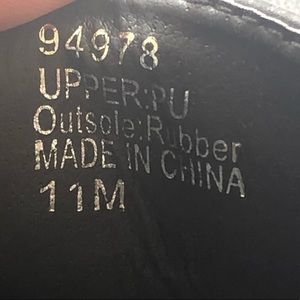 94978
UPPER:PU
Outsole:Rubber
MADE IN CHINA
11M